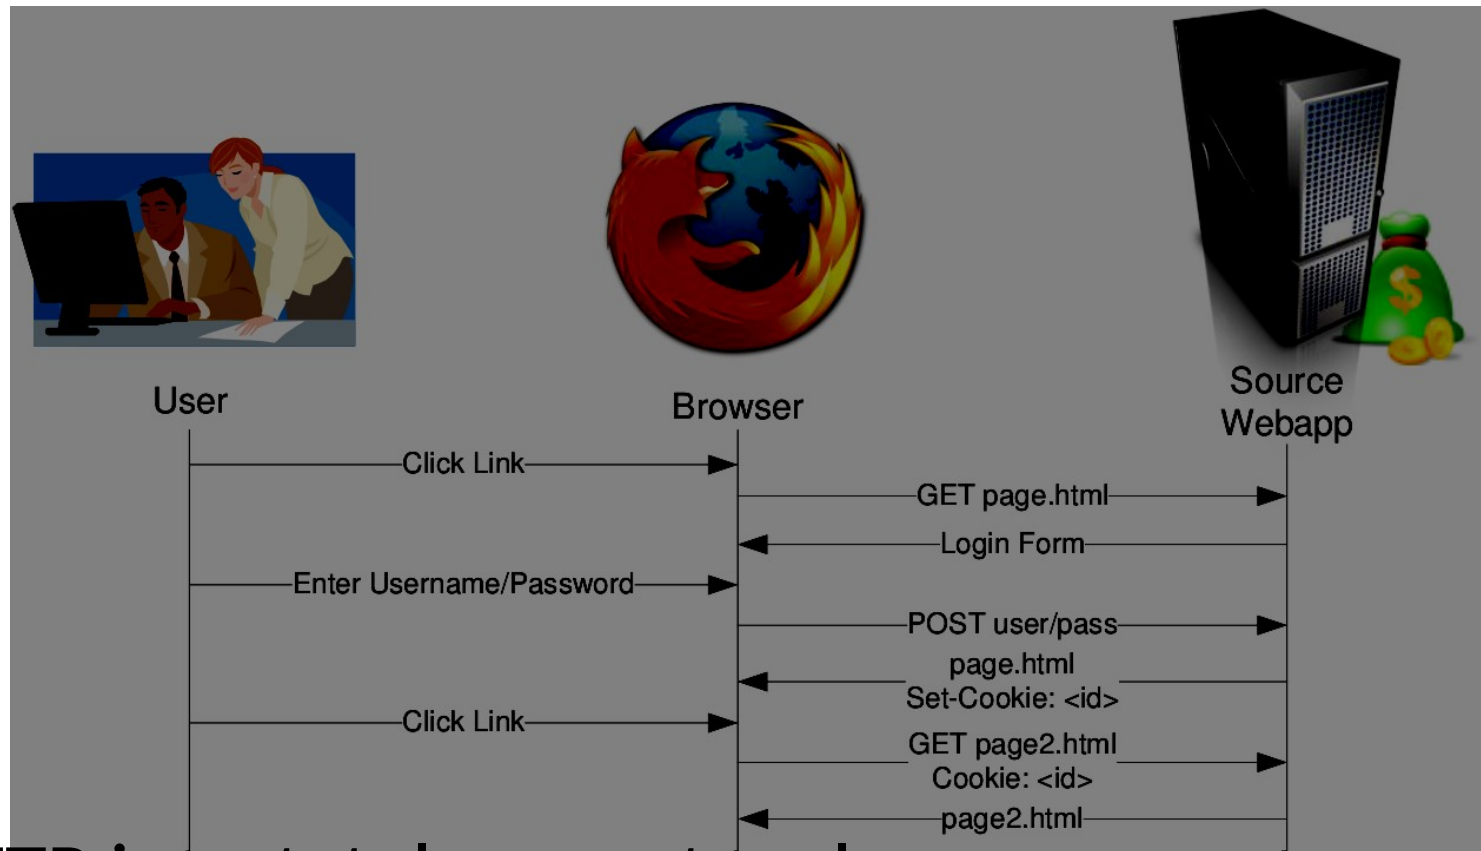 User
Browser
Source
Webapp
Click Link
GET page.html
Login Form
Enter Username/Password
POST user/pass
page.html
Set-Cookie: <id>
Click Link
GET page2.html
Cookie: <id>
page2.html